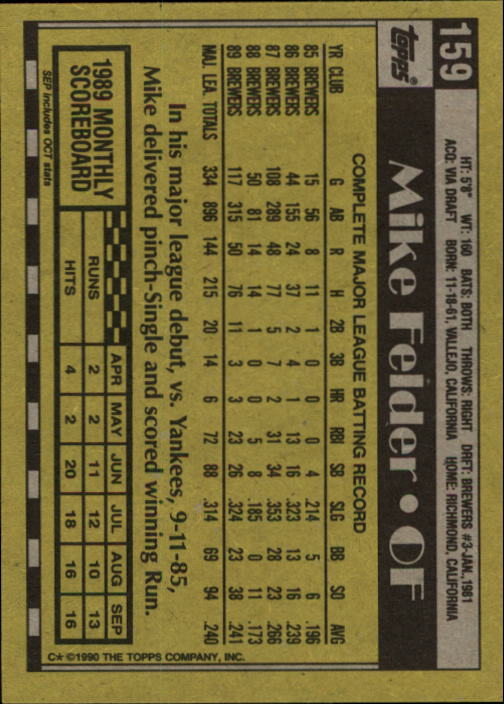 159
topps®
HT: 5'8" WT: 160 BATS: BOTH THROWS: RIGHT DRFT: BREWERS #3-JAN, 1981
ACQ: VIA DRAFT BORN: 11-18-61, VALLEJO, CALIFORNIA HOME: RICHMOND, CALIFORNIA
Mike Felder • OF
COMPLETE MAJOR LEAGUE BATTING RECORD
YR CLUB G AB R H 2B 3B HR RBI SB SLG BB SO AVG
85 BREWERS 15 56 8 11 1 0 0 0 4 .214 5 6 .196
86 BREWERS 44 155 24 37 2 4 1 13 16 .323 13 16 .239
87 BREWERS 108 289 48 77 5 7 2 31 34 .353 28 23 .266
88 BREWERS 50 81 14 14 1 0 0 5 8 .185 0 11 .173
89 BREWERS 117 315 50 76 11 3 3 23 26 .324 23 38 .241
MAJ. LEA. TOTALS 334 896 144 215 20 14 6 72 88 .314 69 94 .240
In his major league debut, vs. Yankees, 9-11-85,
Mike delivered pinch-Single and scored winning Run.
1989 MONTHLY
SCOREBOARD
APR MAY JUN JUL AUG SEP
RUNS 2 2 11 12 10 13
HITS 4 2 20 18 16 16
SEP includes OCT stats
C* ©1990 THE TOPPS COMPANY, INC.